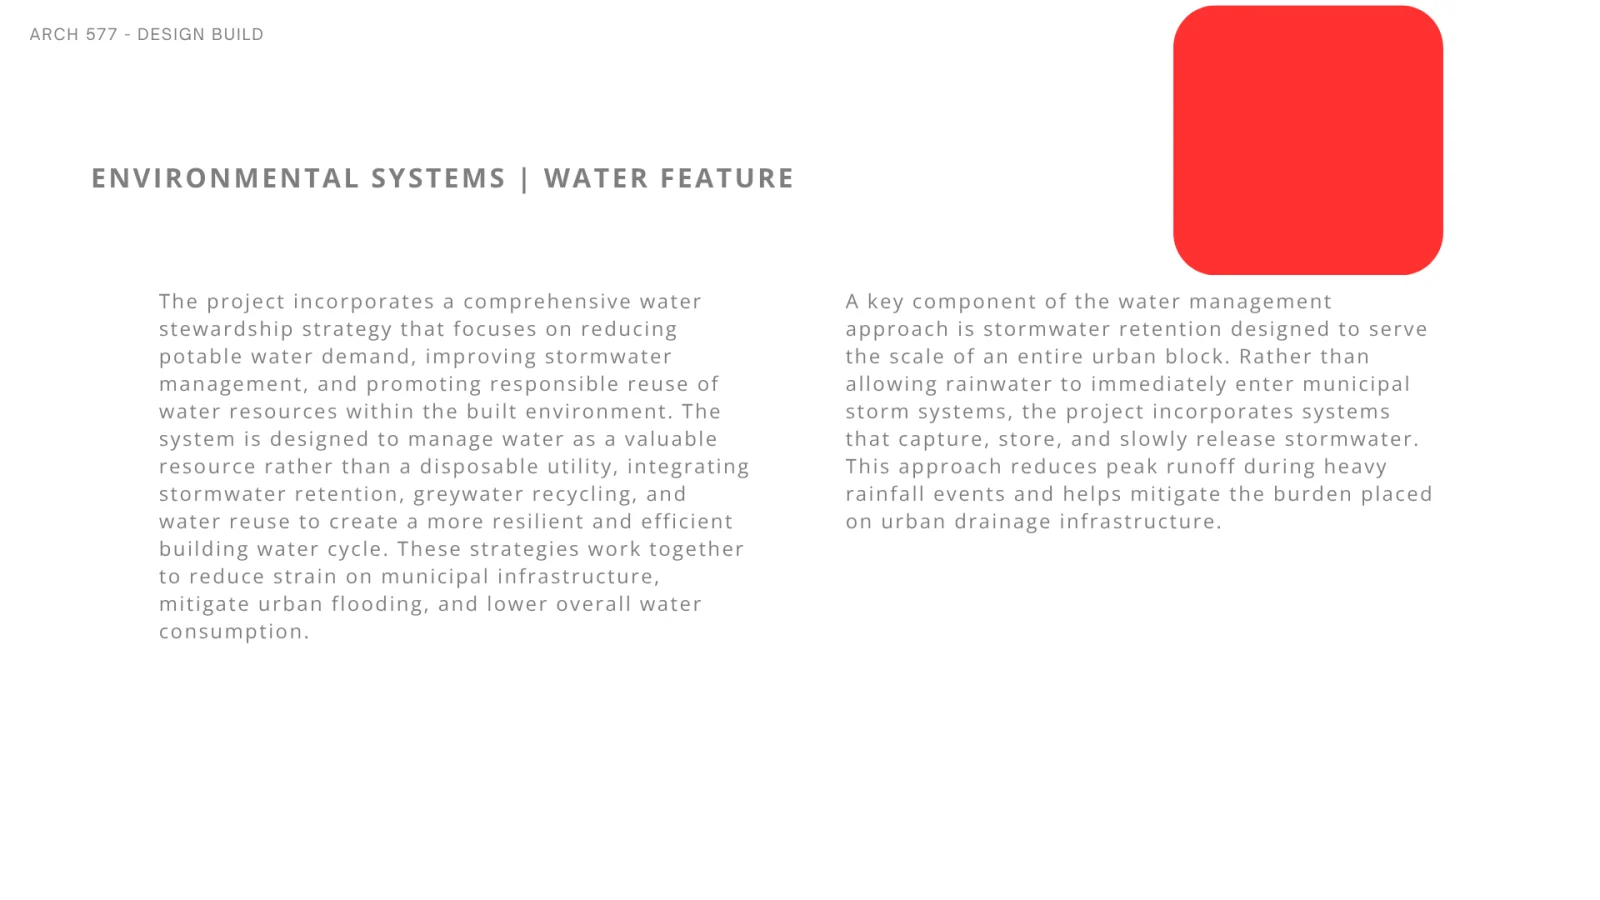 ARCH 577 - DESIGN BUILD
ENVIRONMENTAL SYSTEMS | WATER FEATURE
The project incorporates a comprehensive water
stewardship strategy that focuses on reducing
potable water demand, improving stormwater
management, and promoting responsible reuse of
water resources within the built environment. The
system is designed to manage water as a valuable
resource rather than a disposable utility, integrating
stormwater retention, greywater recycling, and
water reuse to create a more resilient and efficient
building water cycle. These strategies work together
to reduce strain on municipal infrastructure,
mitigate urban flooding, and lower overall water
consumption.
A key component of the water management
approach is stormwater retention designed to serve
the scale of an entire urban block. Rather than
allowing rainwater to immediately enter municipal
storm systems, the project incorporates systems
that capture, store, and slowly release stormwater.
This approach reduces peak runoff during heavy
rainfall events and helps mitigate the burden placed
on urban drainage infrastructure.